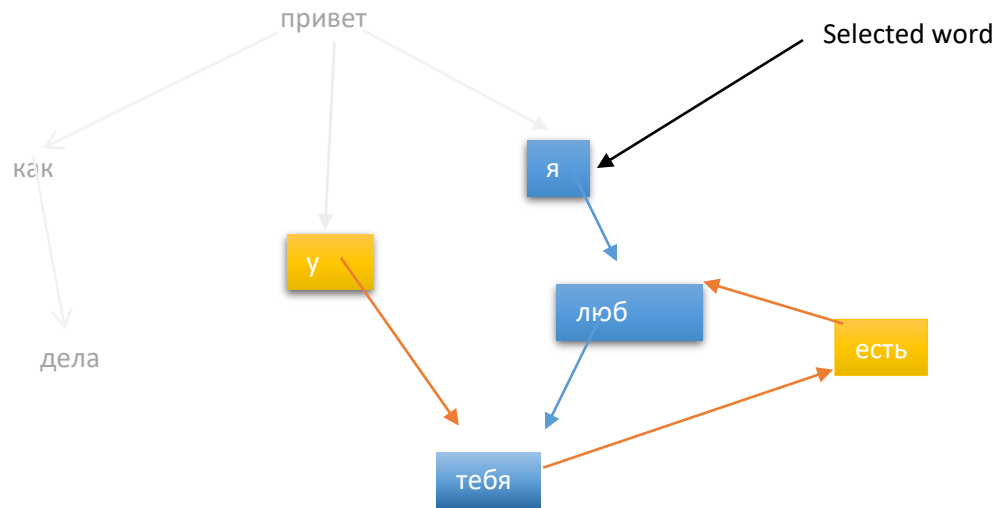 привет
Selected word
как
я
у
люб
есть
дела
тебя